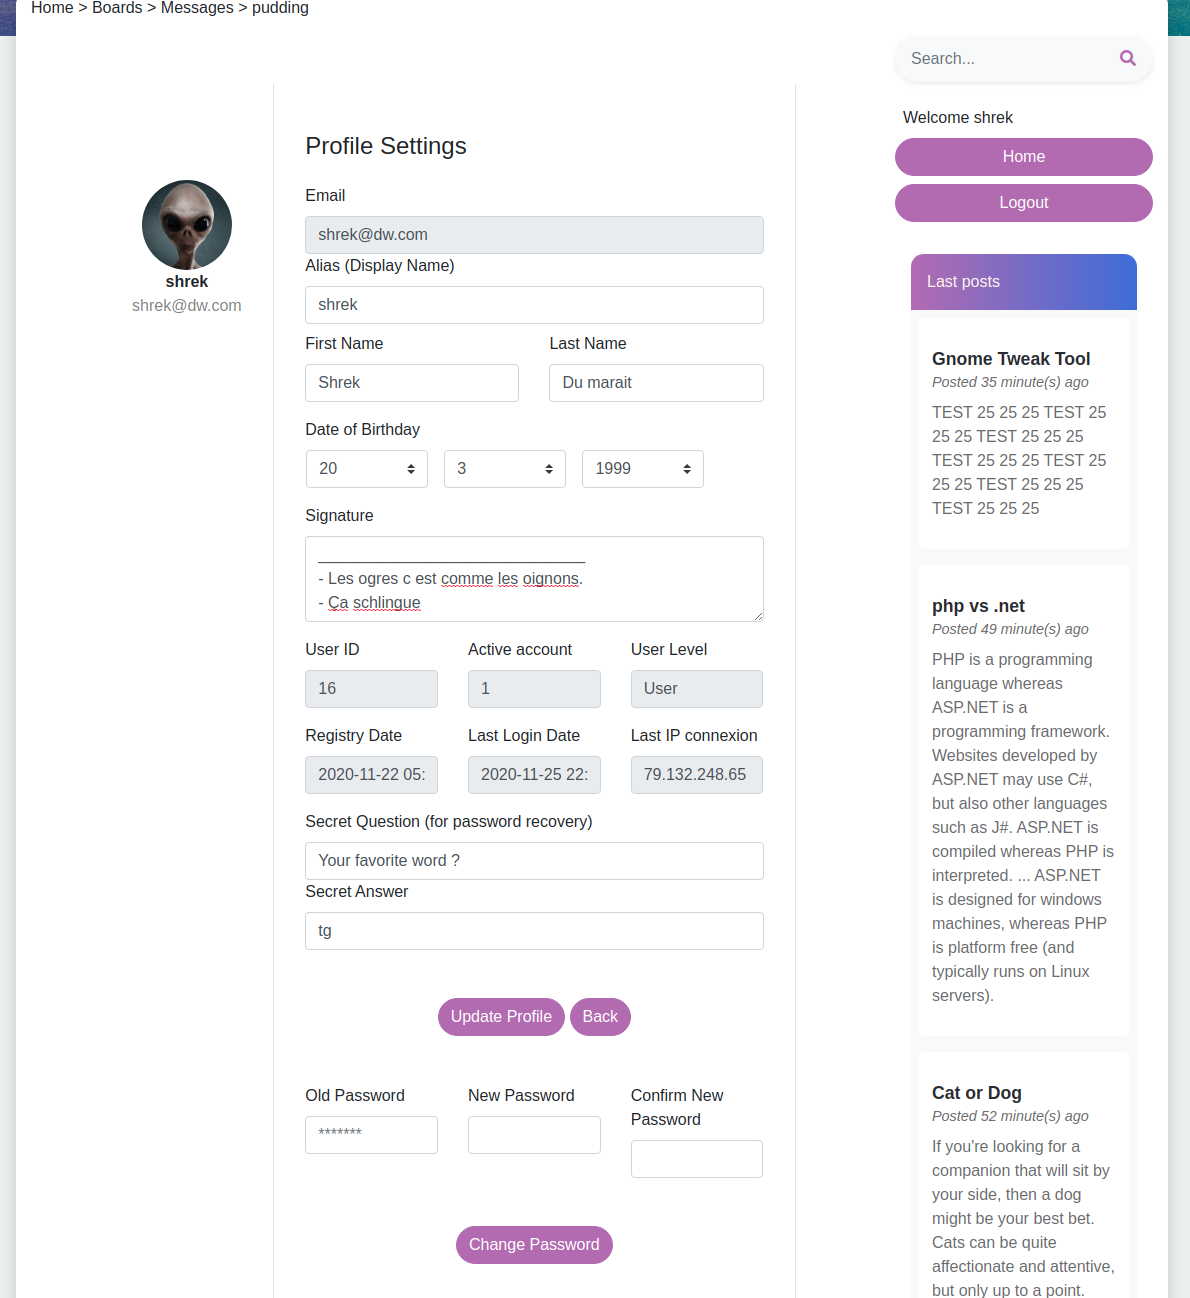 Home > Boards > Messages > pudding
Search...
Welcome shrek
Home
Logout
shrek
shrek@dw.com
Profile Settings
Email
shrek@dw.com
Alias (Display Name)
shrek
First Name Last Name
Shrek Du marait
Date of Birthday
20 3 1999
Signature
______________________________
- Les ogres c est comme les oignons.
- Ça schlingue
User ID Active account User Level
16 1 User
Registry Date Last Login Date Last IP connexion
2020-11-22 05: 2020-11-25 22: 79.132.248.65
Secret Question (for password recovery)
Your favorite word ?
Secret Answer
tg
Update Profile Back
Old Password New Password Confirm New
Password
*******
Change Password
Last posts
Gnome Tweak Tool
Posted 35 minute(s) ago
TEST 25 25 25 TEST 25
25 25 TEST 25 25 25
TEST 25 25 25 TEST 25
25 25 TEST 25 25 25
TEST 25 25 25
php vs .net
Posted 49 minute(s) ago
PHP is a programming
language whereas
ASP.NET is a
programming framework.
Websites developed by
ASP.NET may use C#,
but also other languages
such as J#. ASP.NET is
compiled whereas PHP is
interpreted. ... ASP.NET
is designed for windows
machines, whereas PHP
is platform free (and
typically runs on Linux
servers).
Cat or Dog
Posted 52 minute(s) ago
If you're looking for a
companion that will sit by
your side, then a dog
might be your best bet.
Cats can be quite
affectionate and attentive,
but only up to a point.